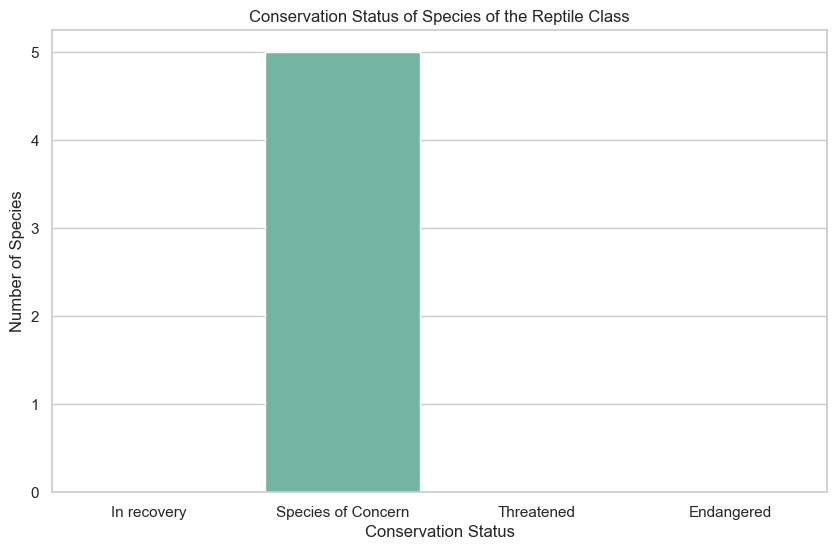 Conservation Status of Species of the Reptile Class
Number of Species
5
4
3
2
1
0
In recovery
Species of Concern
Threatened
Endangered
Conservation Status